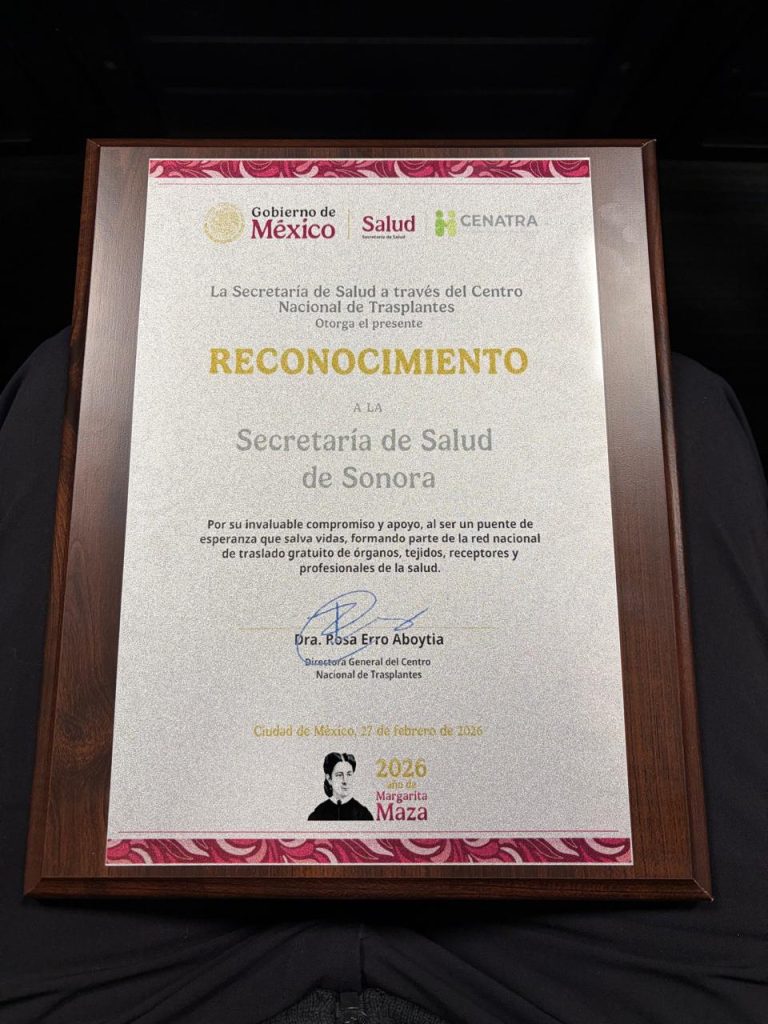 Gobierno de
México
Salud
Secretaría de Salud
CENATRA
La Secretaría de Salud a través del Centro
Nacional de Trasplantes
Otorga el presente
RECONOCIMIENTO
A LA
Secretaría de Salud
de Sonora
Por su invaluable compromiso y apoyo, al ser un puente de
esperanza que salva vidas, formando parte de la red nacional
de traslado gratuito de órganos, tejidos, receptores y
profesionales de la salud.
Dra. Rosa Erro Aboytia
Directora General del Centro
Nacional de Trasplantes
Ciudad de México, 27 de febrero de 2026
2026
año de
Margarita
Maza